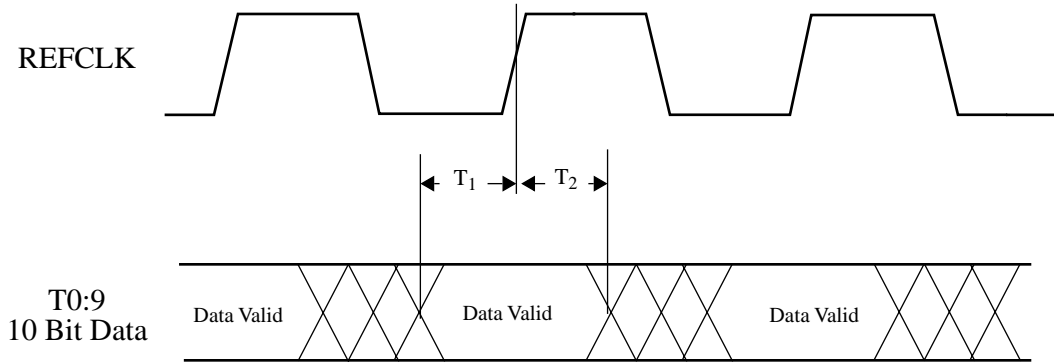 REFCLK
T1
T2
T0:9
10 Bit Data
Data Valid
Data Valid
Data Valid